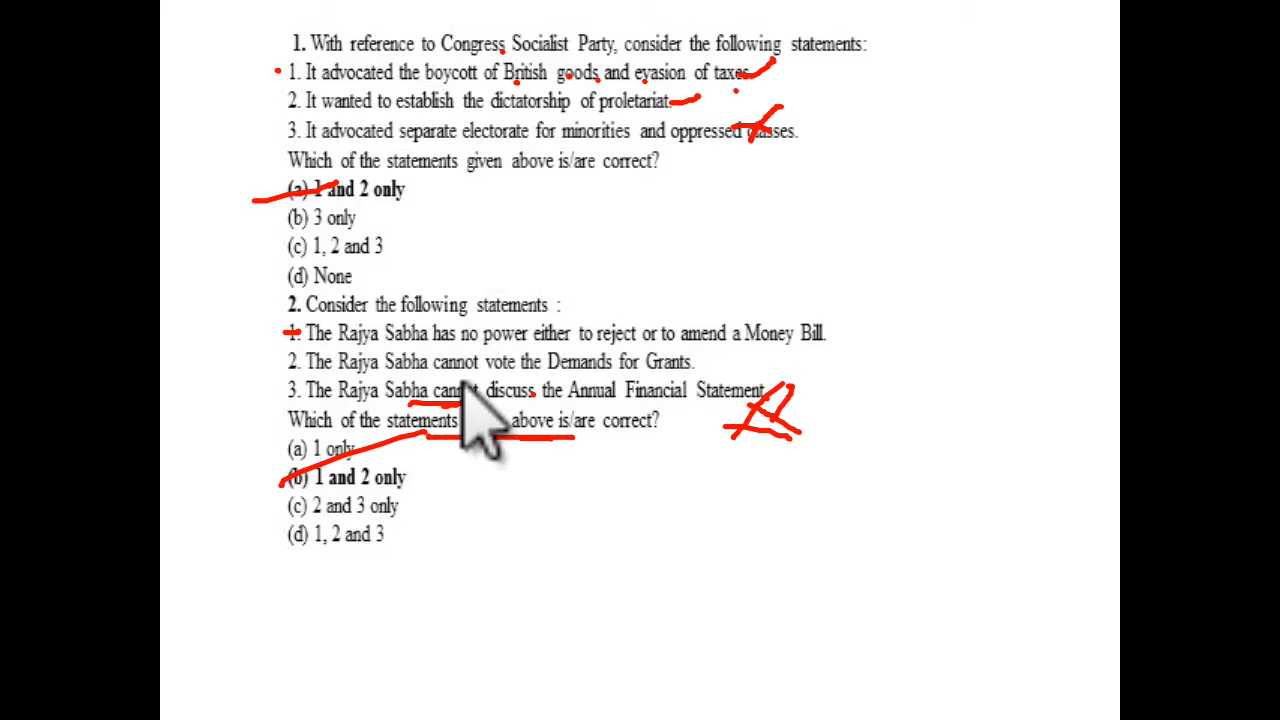 1. With reference to Congress Socialist Party, consider the following statements:
1. It advocated the boycott of British goods and evasion of taxes.
2. It wanted to establish the dictatorship of proletariat.
3. It advocated separate electorate for minorities and oppressed classes.
Which of the statements given above is/are correct?
(a) 1 and 2 only
(b) 3 only
(c) 1, 2 and 3
(d) None
2. Consider the following statements :
1. The Rajya Sabha has no power either to reject or to amend a Money Bill.
2. The Rajya Sabha cannot vote the Demands for Grants.
3. The Rajya Sabha cannot discuss the Annual Financial Statement.
Which of the statements above is/are correct?
(a) 1 only
(b) 1 and 2 only
(c) 2 and 3 only
(d) 1, 2 and 3